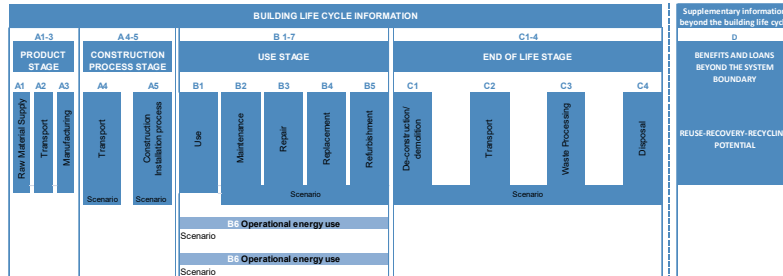 BUILDING LIFE CYCLE INFORMATION
Supplementary information
beyond the building life cyc
A1-3
A 4-5
B 1-7
C1-4
D
PRODUCT
STAGE
CONSTRUCTION
PROCESS STAGE
USE STAGE
END OF LIFE STAGE
BENEFITS AND LOANS
BEYOND THE SYSTEM
BOUNDARY
A1
A2
A3
A4
A5
B1
B2
B3
B4
B5
C1
C2
C3
C4
Raw Material Supply
Transport
Manufacturing
Transport
Construction
Installation process
Use
Maintenance
Repair
Replacement
Refurbishment
De-construction/
demolition
Transport
Waste Processing
Disposal
REUSE-RECOVERY-RECYCLIN
POTENTIAL
Scenario
Scenario
Scenario
Scenario
B6 Operational energy use
Scenario
B6 Operational energy use
Scenario